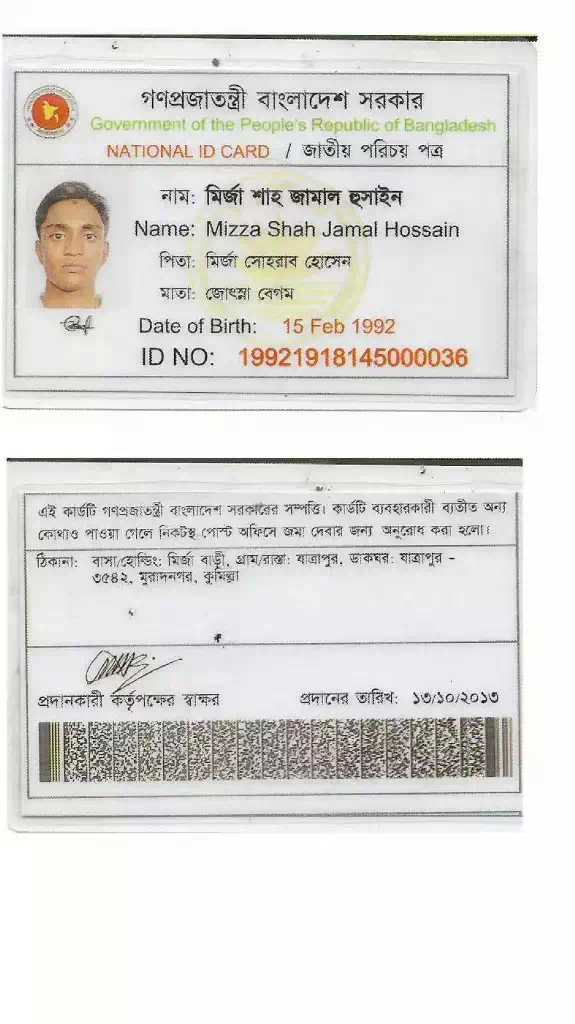 গণপ্রজাতন্ত্রী বাংলাদেশ সরকার
Government of the People's Republic of Bangladesh
NATIONAL ID CARD / জাতীয় পরিচয় পত্র
নাম: মির্জা শাহ জামাল হুসাইন
Name: Mizza Shah Jamal Hossain
পিতা: মির্জা সোহরাব হোসেন
মাতা: জোৎস্না বেগম
Date of Birth: 15 Feb 1992
ID NO: 19921918145000036
এই কার্ডটি গণপ্রজাতন্ত্রী বাংলাদেশ সরকারের সম্পত্তি। কার্ডটি ব্যবহারকারী ব্যতীত অন্য
কোথাও পাওয়া গেলে নিকটস্থ পোস্ট অফিসে জমা দেবার জন্য অনুরোধ করা হলো।
ঠিকানা: বাসা/হোল্ডিং: মির্জা বাড়ী, গ্রাম/রাস্তা: যাত্রাপুর, ডাকঘর: যাত্রাপুর -
৩৫৪২, মুরাদনগর, কুমিল্লা
প্রদানকারী কর্তৃপক্ষের স্বাক্ষর প্রদানের তারিখ: ১৩/১০/২০১৩